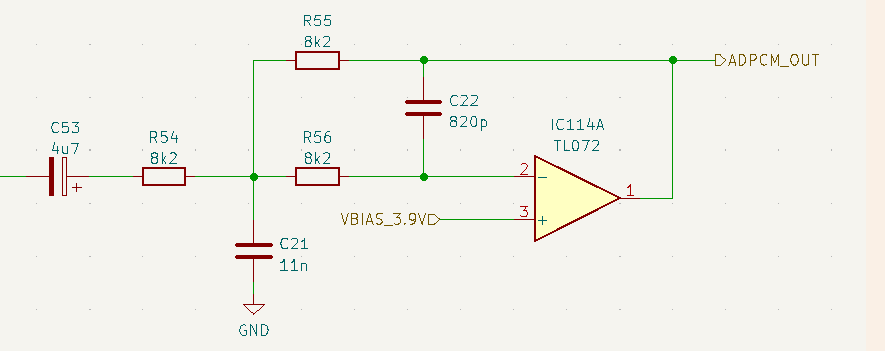 R55
8k2
ADPCM_OUT
C22
820p
C53
4u7
+
R54
8k2
R56
8k2
IC114A
TL072
2
−
1
VBIAS_3.9V
3
+
C21
11n
GND